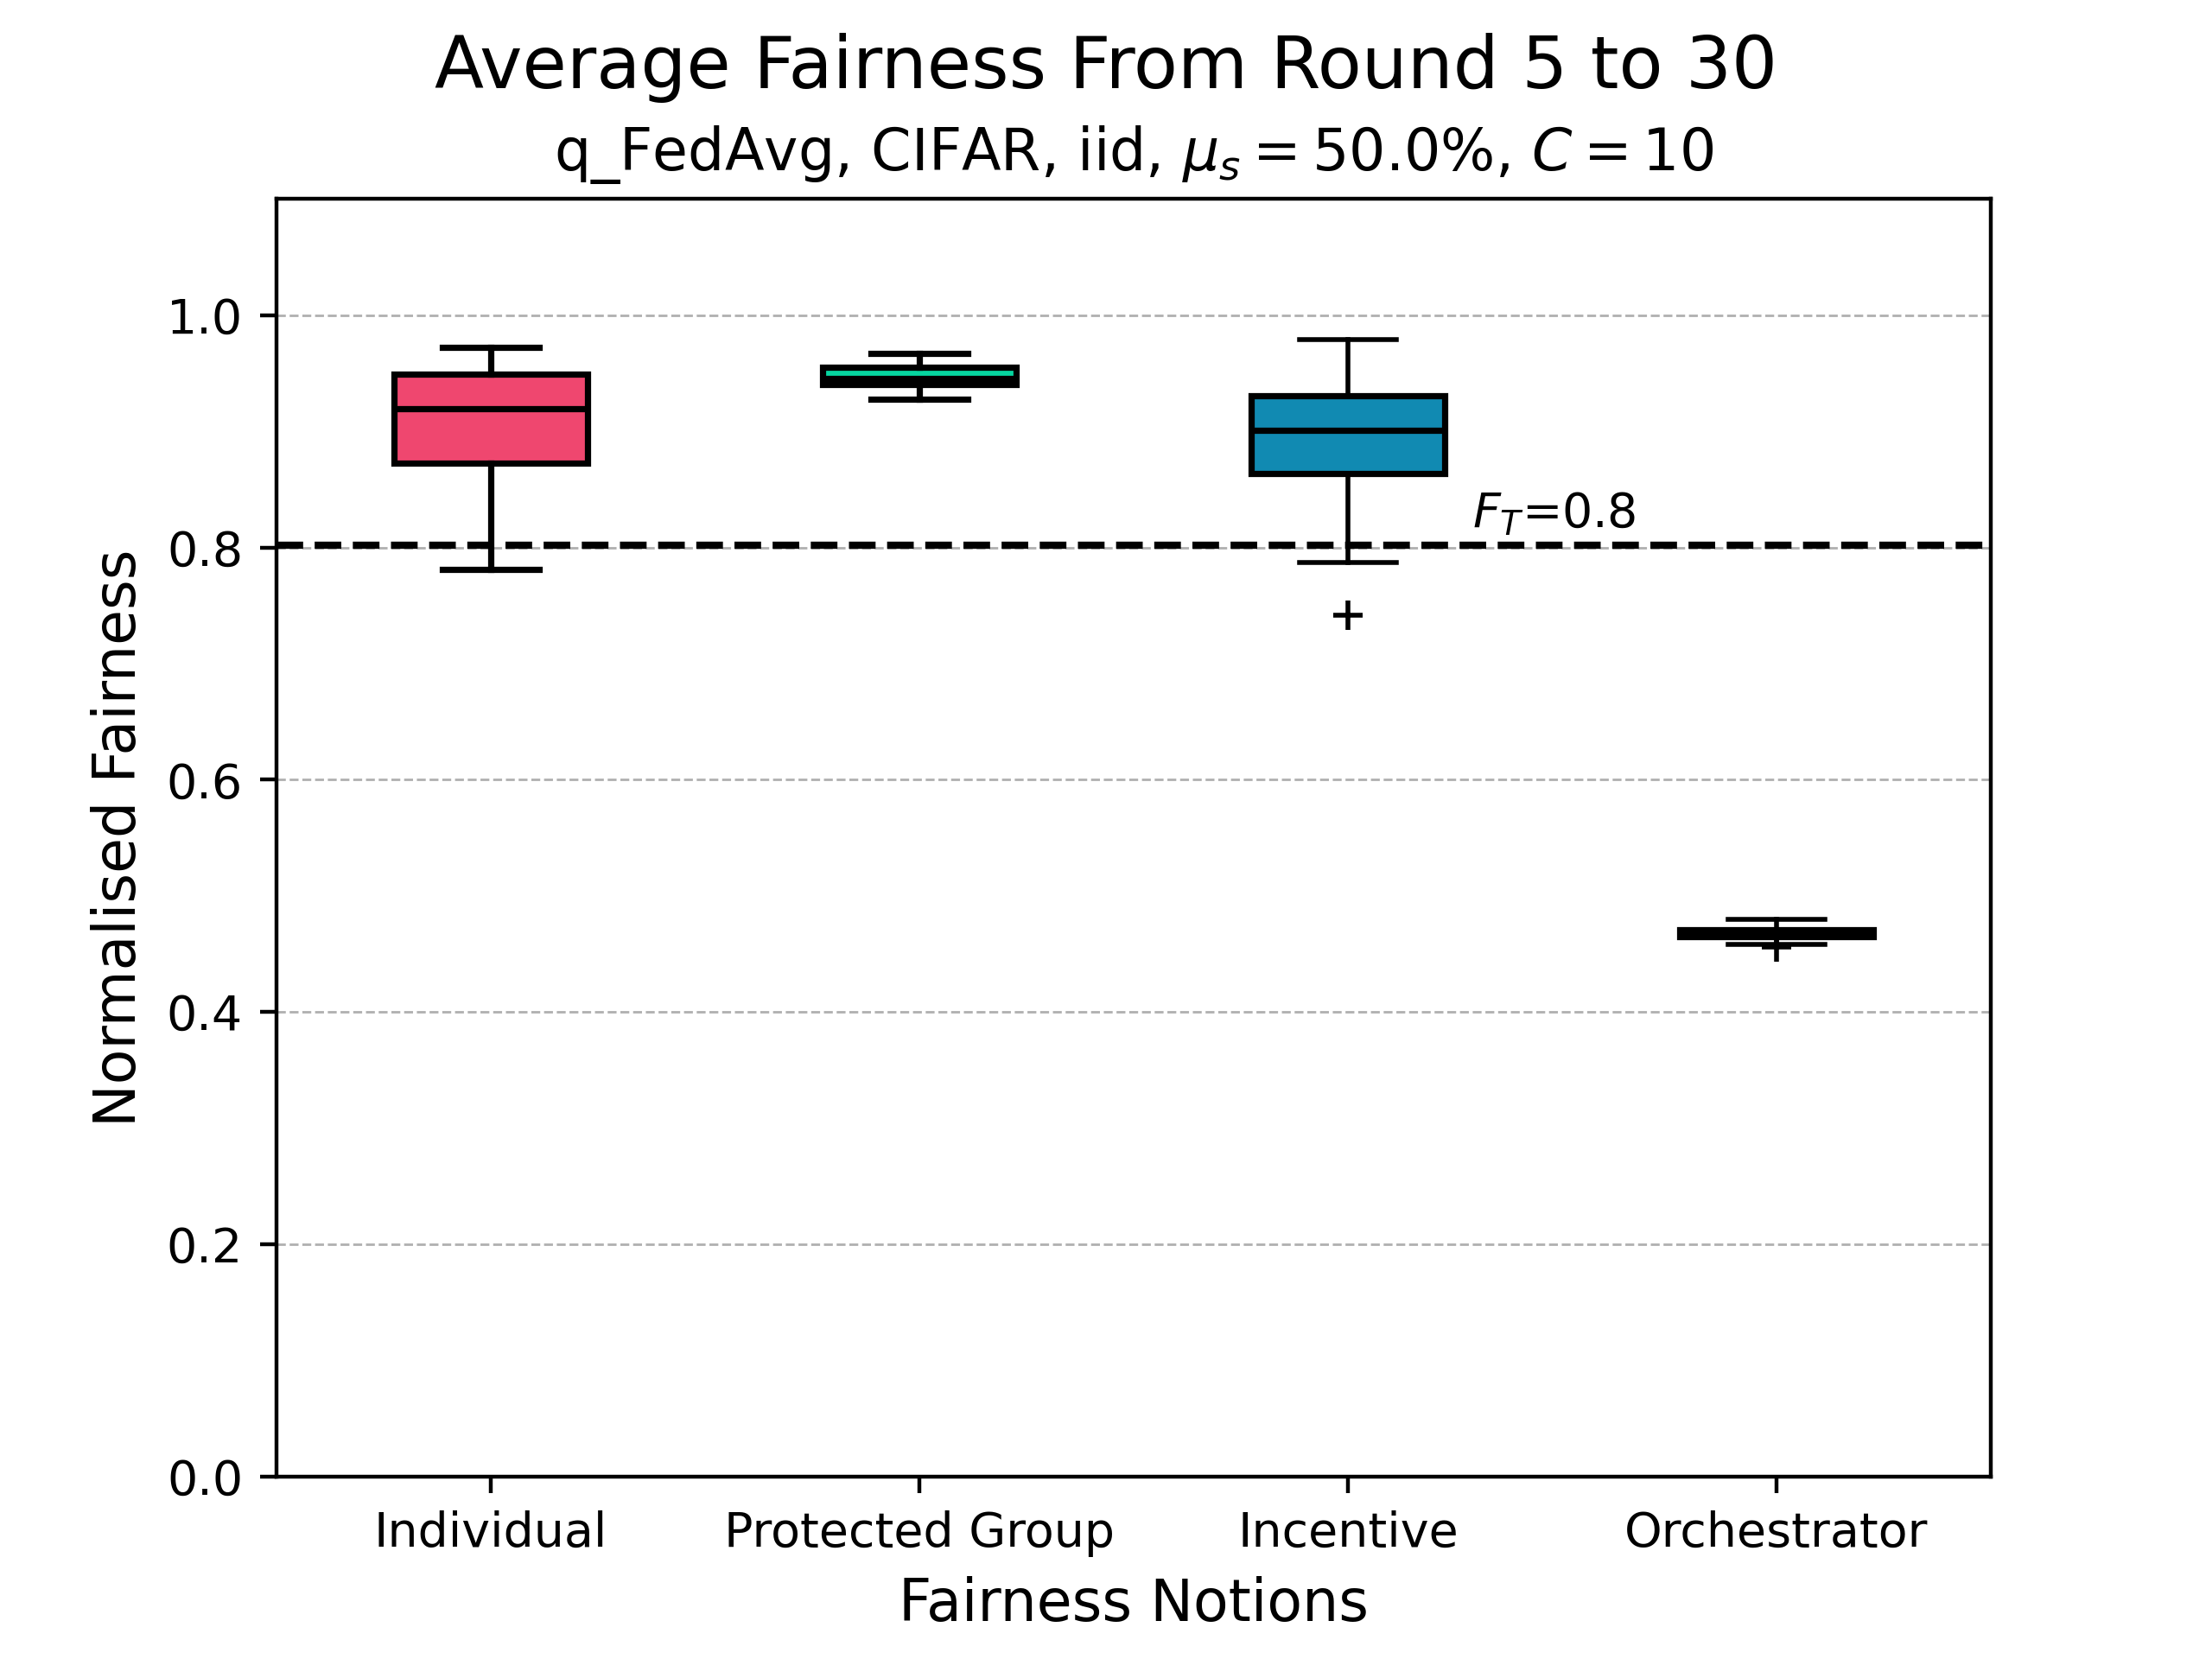 Average Fairness From Round 5 to 30
q_FedAvg, CIFAR, iid, μₛ = 50.0%, C = 10
1.0
0.8
0.6
0.4
0.2
0.0
Normalised Fairness
F_T=0.8
Individual Protected Group Incentive Orchestrator
Fairness Notions